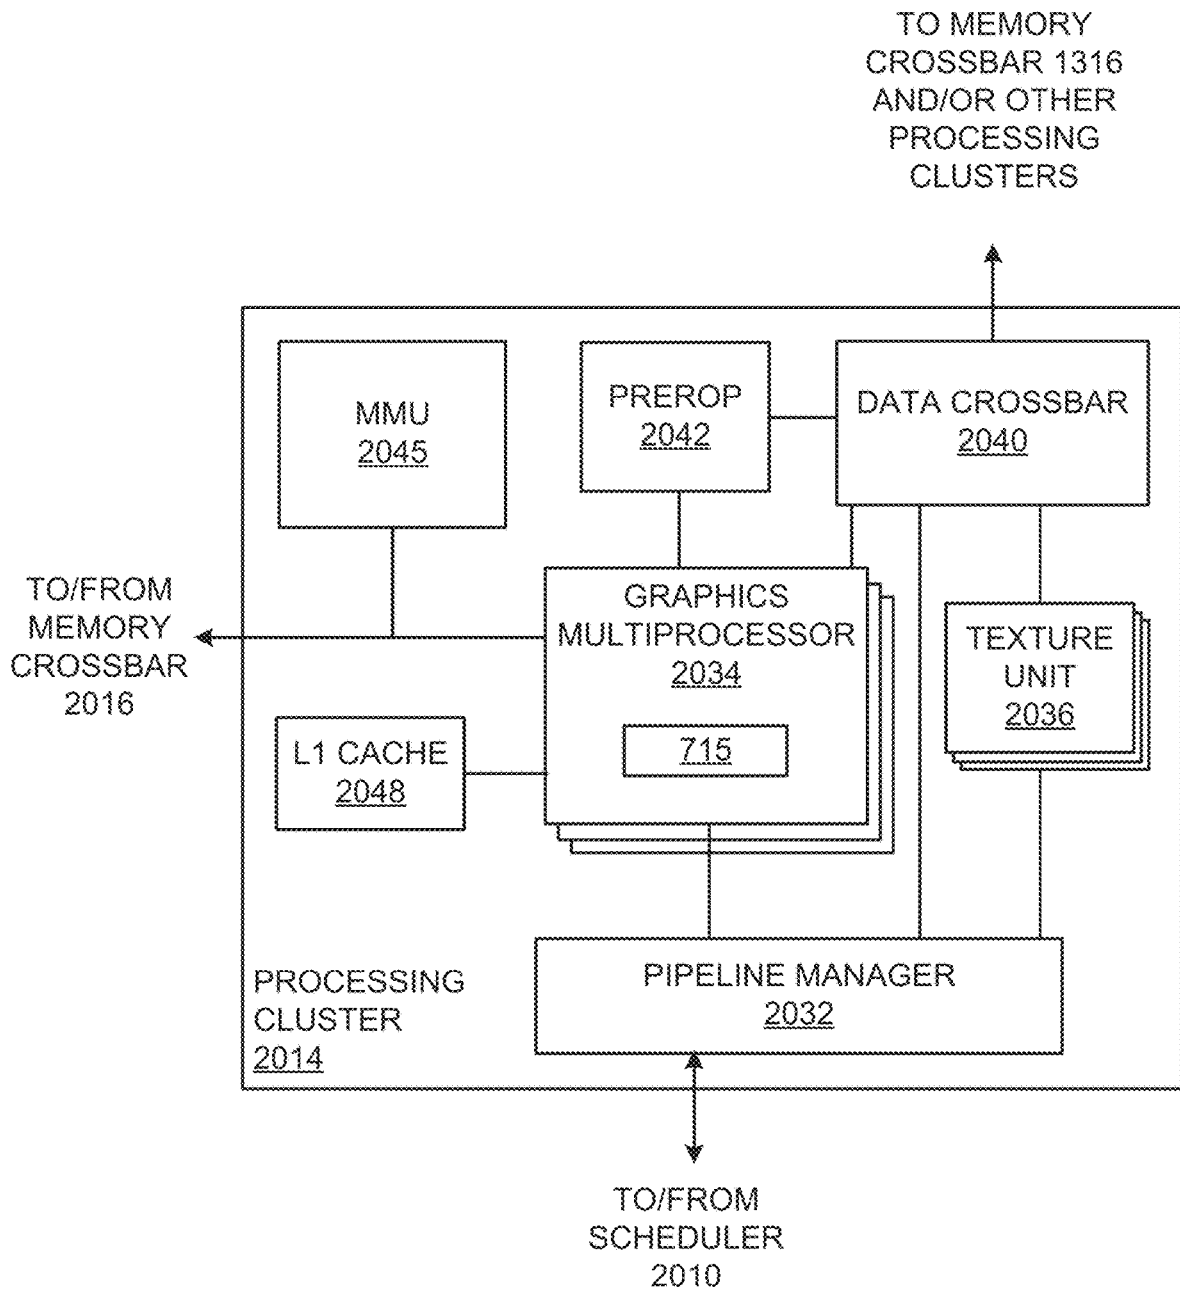 TO MEMORY
CROSSBAR 1316
AND/OR OTHER
PROCESSING
CLUSTERS
MMU
2045
PREROP
2042
DATA CROSSBAR
2040
TO/FROM
MEMORY
CROSSBAR
2016
GRAPHICS
MULTIPROCESSOR
2034
715
TEXTURE
UNIT
2036
L1 CACHE
2048
PROCESSING
CLUSTER
2014
PIPELINE MANAGER
2032
TO/FROM
SCHEDULER
2010